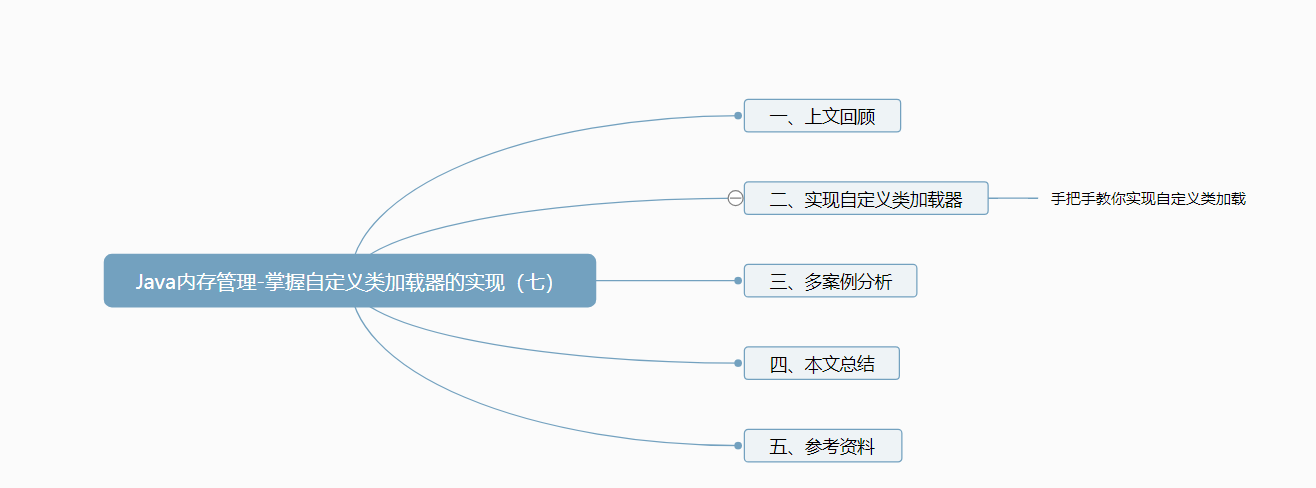 一、上文回顾
二、实现自定义类加载器
手把手教你实现自定义类加载
Java内存管理-掌握自定义类加载器的实现（七）
三、多案例分析
四、本文总结
五、参考资料